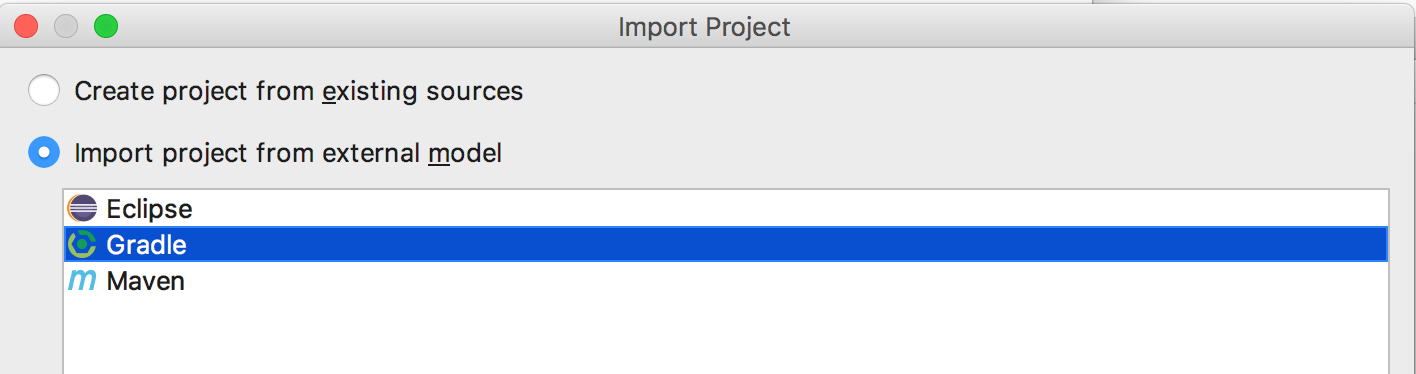 Import Project
Create project from existing sources
Import project from external model
Eclipse
Gradle
Maven